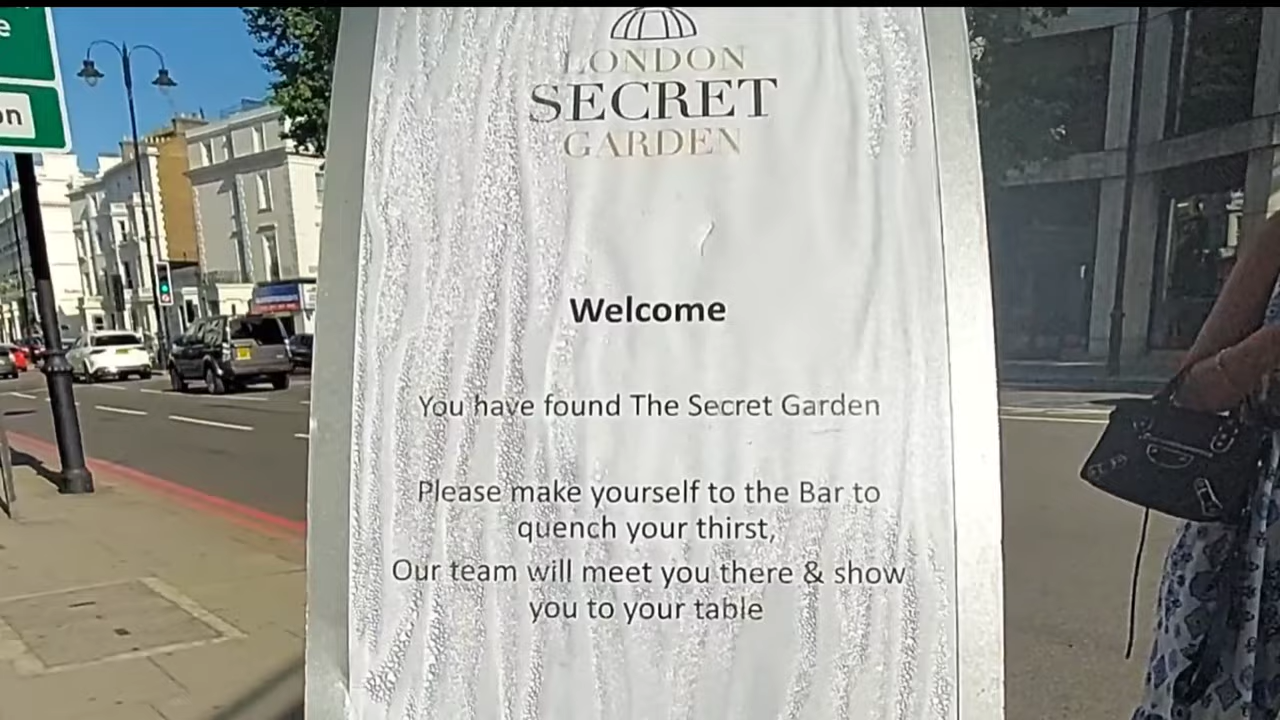 LONDON
SECRET
GARDEN
Welcome
You have found The Secret Garden
Please make yourself to the Bar to
quench your thirst,
Our team will meet you there & show
you to your table